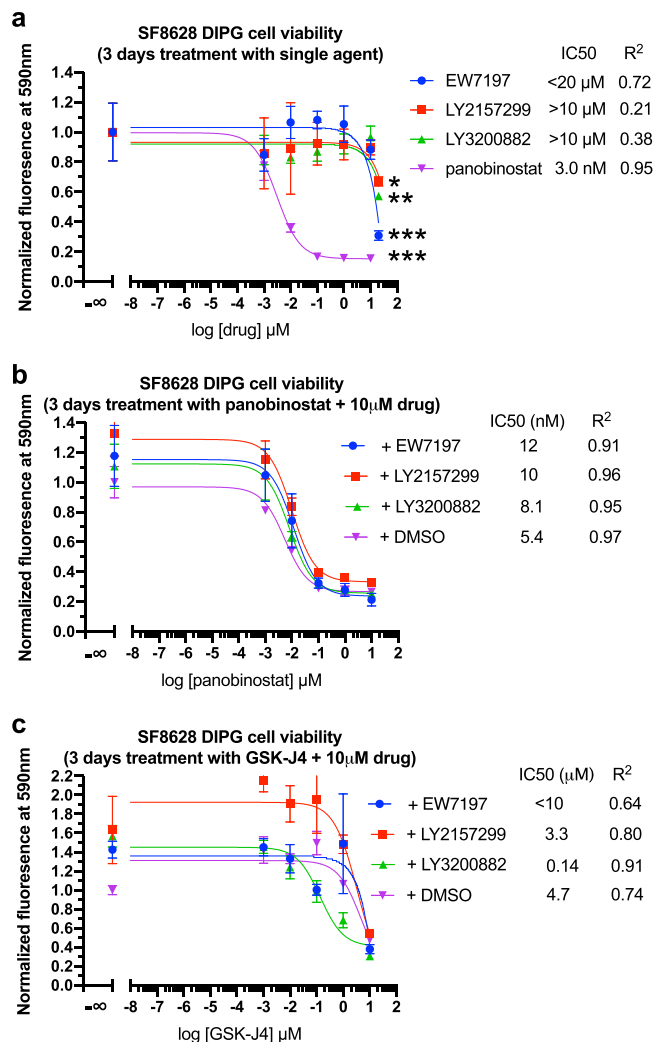 a
SF8628 DIPG cell viability
(3 days treatment with single agent)
Normalized fluoresence at 590nm
1.4
1.2
1.0
0.8
0.6
0.4
0.2
0.0
-∞
-8 -7 -6 -5 -4 -3 -2 -1 0 1 2
log [drug] µM
*
**
***
***
IC50 R2
EW7197 <20 µM 0.72
LY2157299 >10 µM 0.21
LY3200882 >10 µM 0.38
panobinostat 3.0 nM 0.95
b
SF8628 DIPG cell viability
(3 days treatment with panobinostat + 10µM drug)
Normalized fluoresence at 590nm
1.4
1.2
1.0
0.8
0.6
0.4
0.2
0.0
-∞
-8 -7 -6 -5 -4 -3 -2 -1 0 1 2
log [panobinostat] µM
IC50 (nM) R2
+ EW7197 12 0.91
+ LY2157299 10 0.96
+ LY3200882 8.1 0.95
+ DMSO 5.4 0.97
c
SF8628 DIPG cell viability
(3 days treatment with GSK-J4 + 10µM drug)
Normalized fluoresence at 590nm
2.2
2.0
1.8
1.6
1.4
1.2
1.0
0.8
0.6
0.4
0.2
0.0
-∞
-8 -7 -6 -5 -4 -3 -2 -1 0 1 2
log [GSK-J4] µM
IC50 (µM) R2
+ EW7197 <10 0.64
+ LY2157299 3.3 0.80
+ LY3200882 0.14 0.91
+ DMSO 4.7 0.74